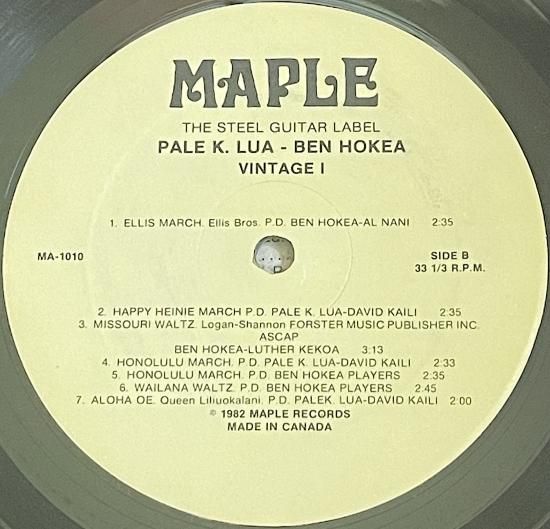 MAPLE
THE STEEL GUITAR LABEL
PALE K. LUA - BEN HOKEA
VINTAGE I
1. ELLIS MARCH. Ellis Bros. P.D. BEN HOKEA-AL NANI 2:35
MA-1010
SIDE B
33 1/3 R.P.M.
2. HAPPY HEINIE MARCH P.D. PALE K. LUA-DAVID KAILI 2:35
3. MISSOURI WALTZ. Logan-Shannon FORSTER MUSIC PUBLISHER INC.
ASCAP
BEN HOKEA-LUTHER KEKOA 3:13
4. HONOLULU MARCH. P.D. PALE K. LUA-DAVID KAILI 2:33
5. HONOLULU MARCH. P.D. BEN HOKEA PLAYERS 2:35
6. WAILANA WALTZ. P.D. BEN HOKEA PLAYERS 2:45
7. ALOHA OE. Queen Liliuokalani. P.D. PALEK. LUA-DAVID KAILI 2:00
℗ 1982 MAPLE RECORDS
MADE IN CANADA